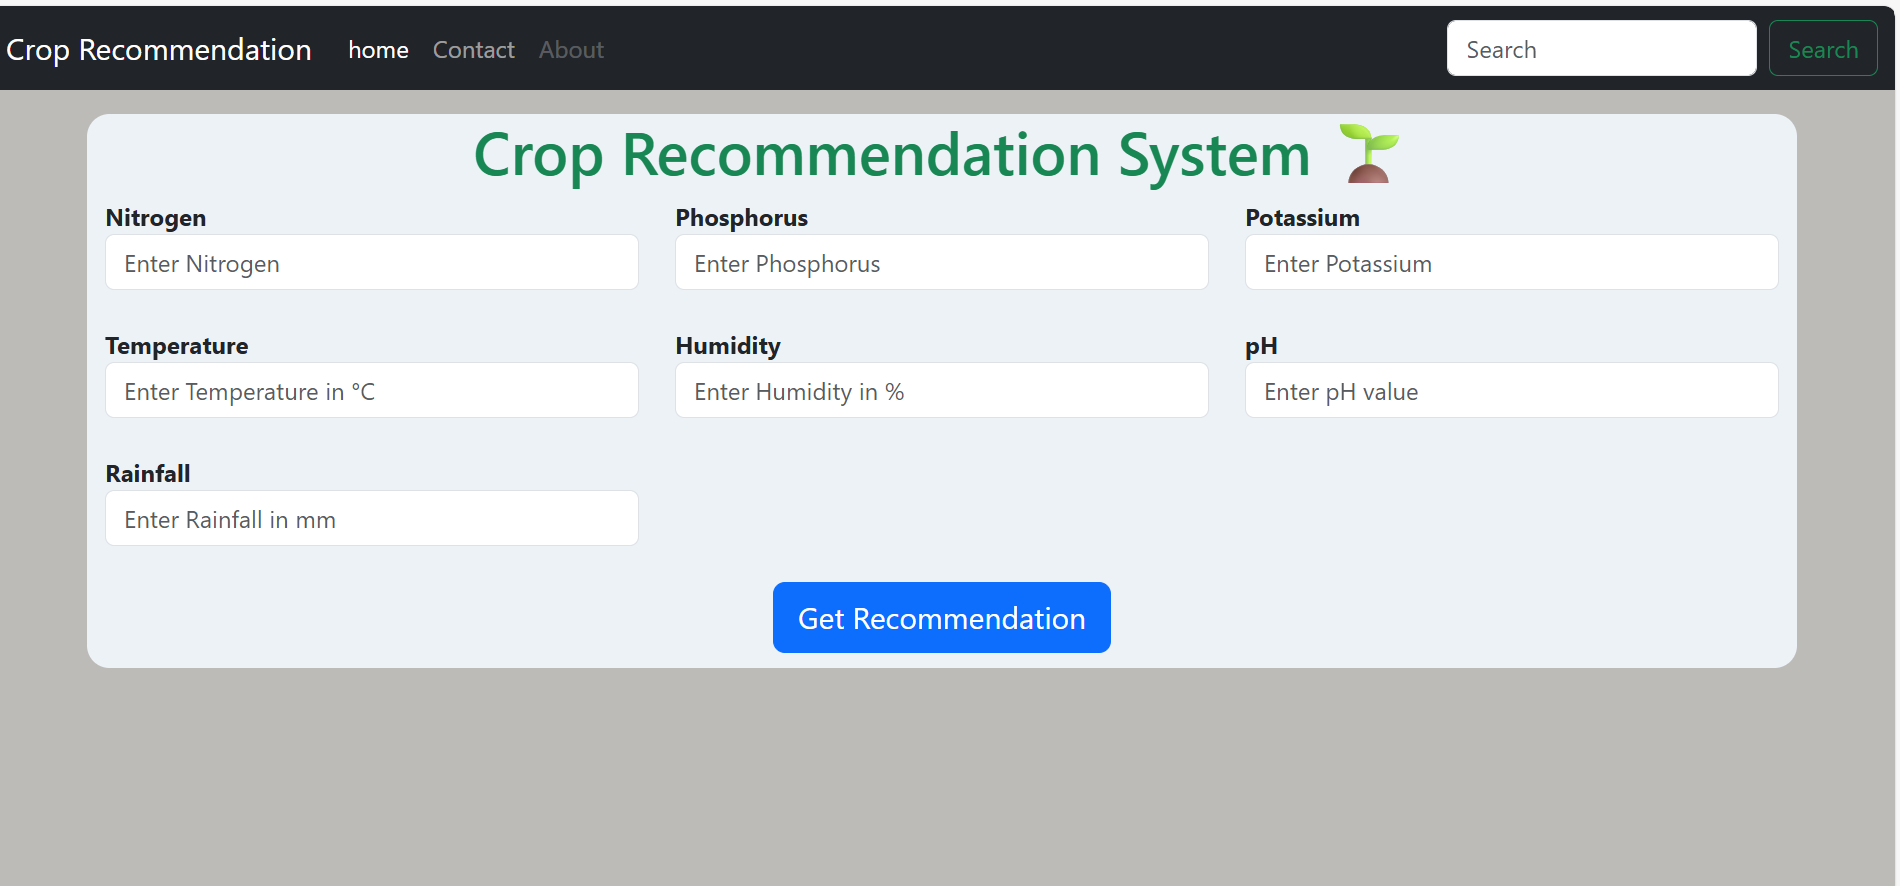 Crop Recommendation home Contact About Search Search
Crop Recommendation System 🌱
Nitrogen Phosphorus Potassium
Enter Nitrogen Enter Phosphorus Enter Potassium
Temperature Humidity pH
Enter Temperature in °C Enter Humidity in % Enter pH value
Rainfall
Enter Rainfall in mm
Get Recommendation